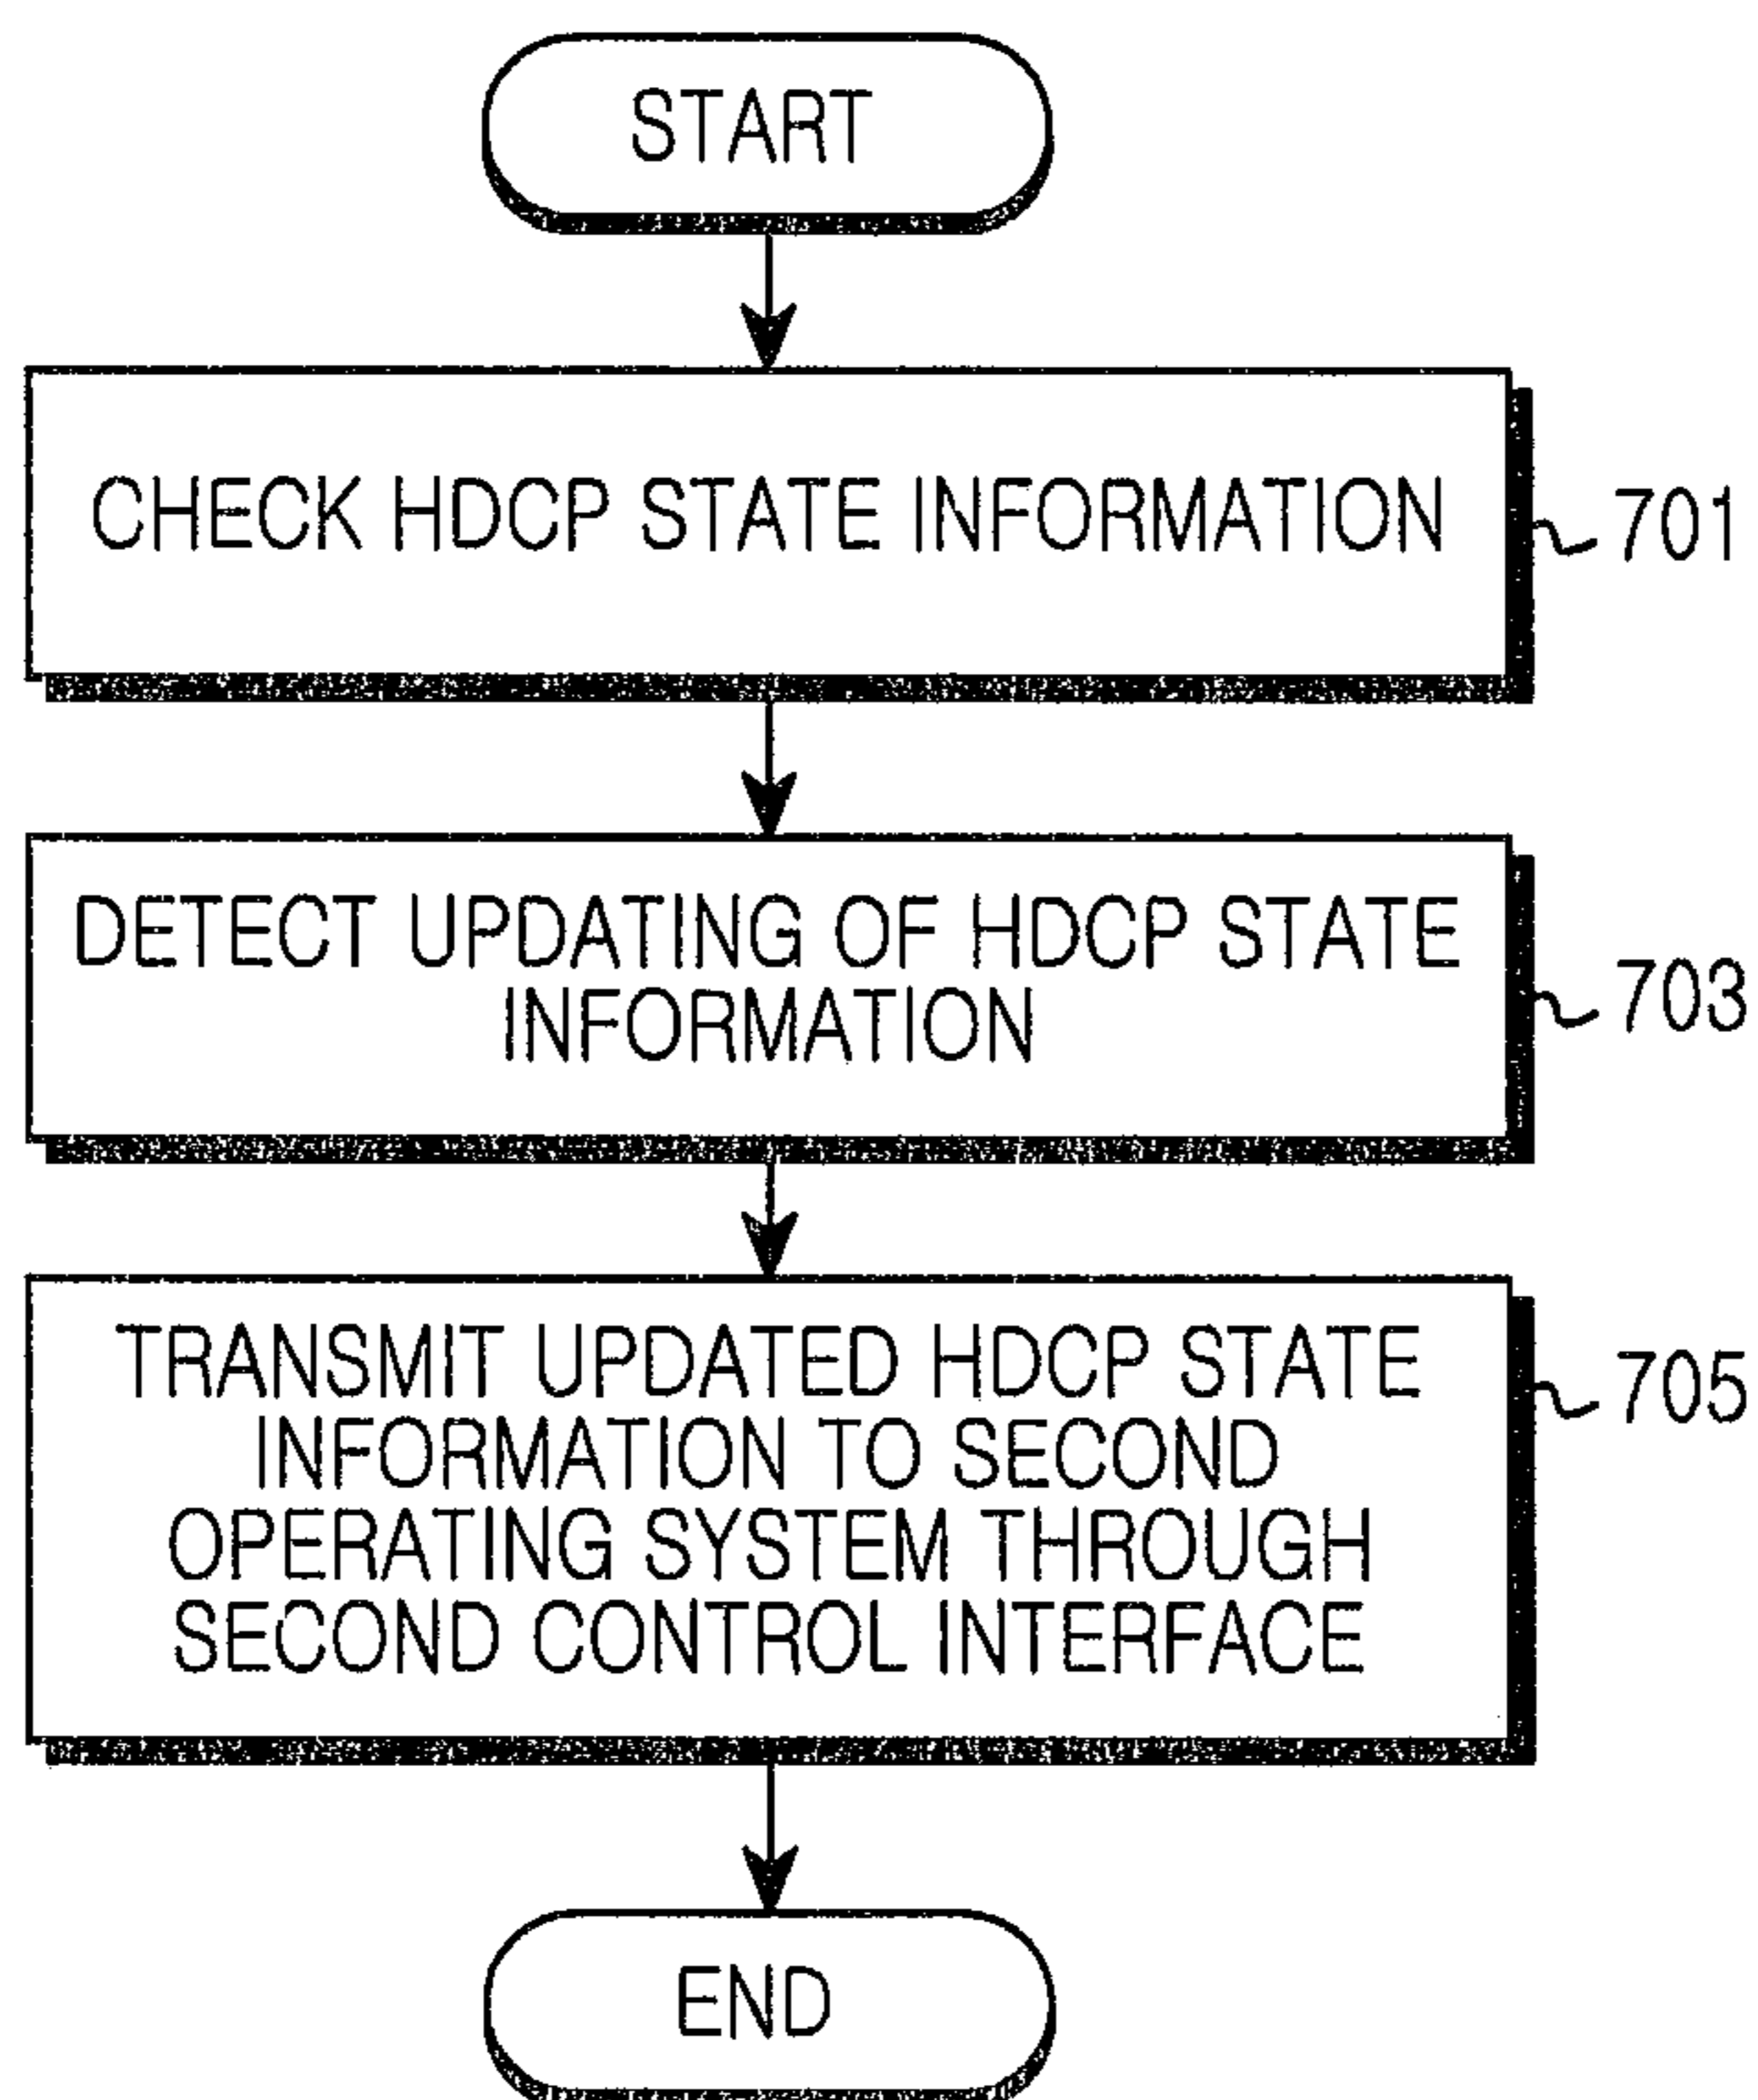 START
CHECK HDCP STATE INFORMATION
701
DETECT UPDATING OF HDCP STATE
INFORMATION
703
TRANSMIT UPDATED HDCP STATE
INFORMATION TO SECOND
OPERATING SYSTEM THROUGH
SECOND CONTROL INTERFACE
705
END